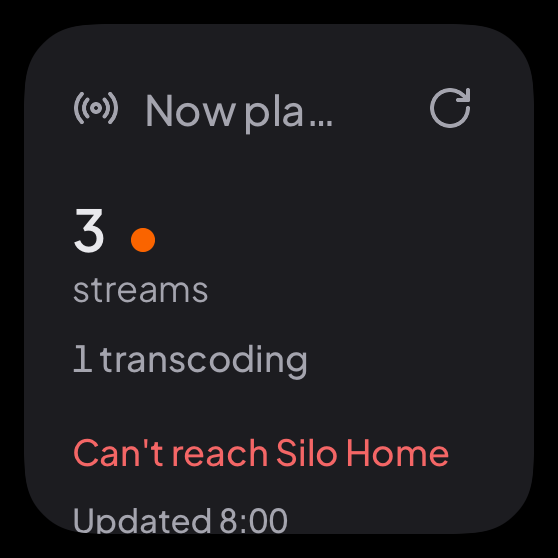 Now pla...
3
streams
1 transcoding
Can't reach Silo Home
Updated 8:00